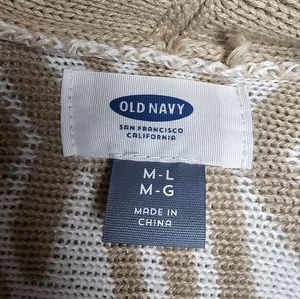 OLD NAVY
SAN FRANCISCO
CALIFORNIA
M-L
M-G
MADE IN
CHINA